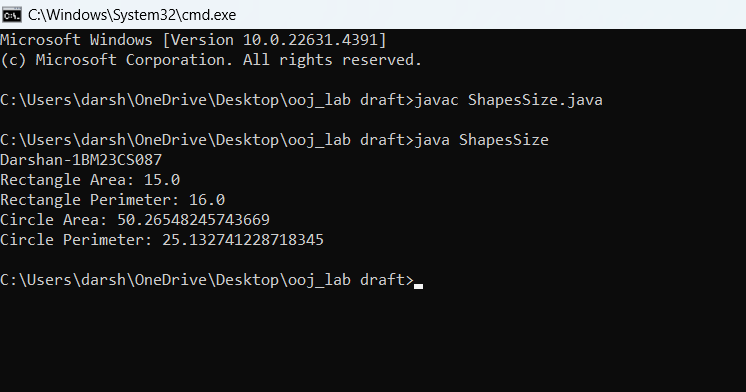 C:\Windows\System32\cmd.exe
Microsoft Windows [Version 10.0.22631.4391]
(c) Microsoft Corporation. All rights reserved.
C:\Users\darsh\OneDrive\Desktop\ooj_lab draft>javac ShapesSize.java
C:\Users\darsh\OneDrive\Desktop\ooj_lab draft>java ShapesSize
Darshan-1BM23CS087
Rectangle Area: 15.0
Rectangle Perimeter: 16.0
Circle Area: 50.26548245743669
Circle Perimeter: 25.132741228718345
C:\Users\darsh\OneDrive\Desktop\ooj_lab draft>